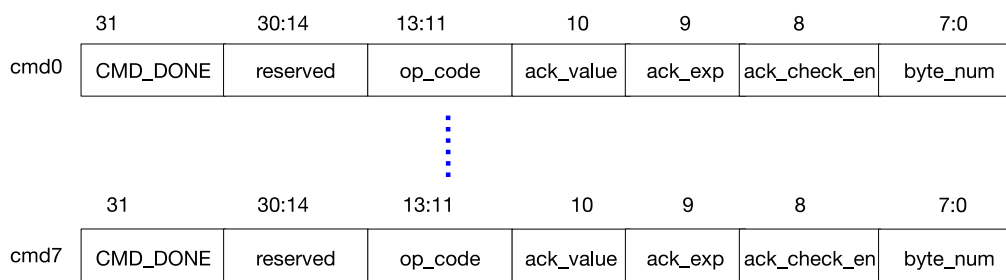 31 30:14 13:11 10 9 8 7:0
cmd0 CMD_DONE reserved op_code ack_value ack_exp ack_check_en byte_num
31 30:14 13:11 10 9 8 7:0
cmd7 CMD_DONE reserved op_code ack_value ack_exp ack_check_en byte_num